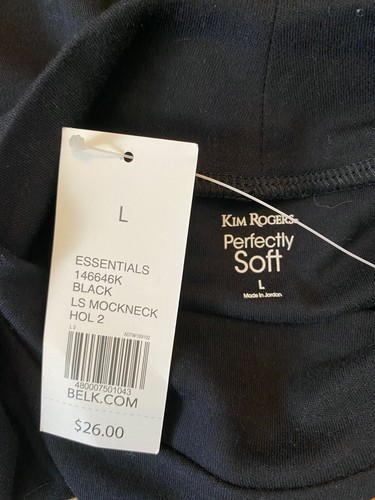 L
ESSENTIALS
146646K
BLACK
LS MOCKNECK
HOL 2
480007501043
BELK.COM
$26.00
KIM ROGERS
Perfectly
Soft
L
Made in Jordan